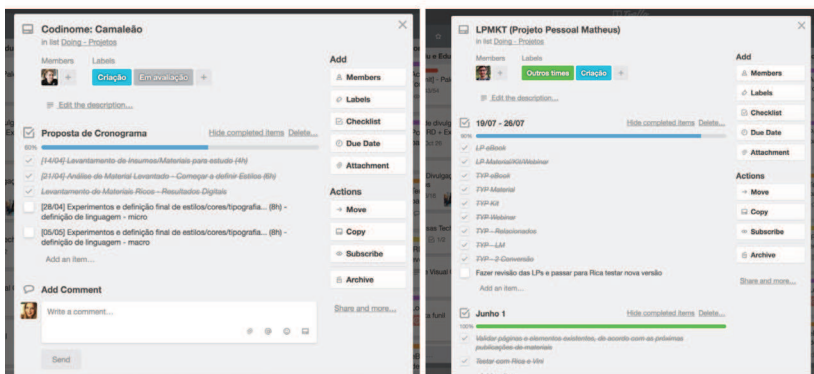 Codinome: Camaleão
in list Doing - Projetos
Members Labels
Criação Em avaliação
Edit the description...
Proposta de Cronograma Hide completed items Delete...
60%
[14/04] Levantamento de Insumos/Materiais para estudo (4h)
[21/04] Análise de Material Levantado - Começar a definir Estilos (6h)
Levantamento de Materiais Ricos - Resultados Digitais
[28/04] Experimentos e definição final de estilos/cores/tipografia... (8h) -
definição de linguagem - micro
[05/05] Experimentos e definição final de estilos/cores/tipografia... (8h) -
definição de linguagem - macro
Add an item...
Add Comment
Write a comment...
Send
Add
Members
Labels
Checklist
Due Date
Attachment
Actions
Move
Copy
Subscribe
Archive
Share and more...
LPMKT (Projeto Pessoal Matheus)
in list Doing - Projetos
Members Labels
Outros times Criação
Edit the description...
19/07 - 26/07 Hide completed items Delete...
90%
LP eBook
LP Material/Kit/Webinar
TYP eBook
TYP Material
TYP Kit
TYP Webinar
TYP - Relacionados
TYP - LM
TYP - 2 Conversão
Fazer revisão das LPs e passar para Rica testar nova versão
Add an item...
Junho 1 Hide completed items Delete...
100%
Validar páginas e elementos existentes, de acordo com as próximas
publicações de materiais
Testar com Rica e Vini
Add
Members
Labels
Checklist
Due Date
Attachment
Actions
Move
Copy
Subscribe
Archive
Share and more...